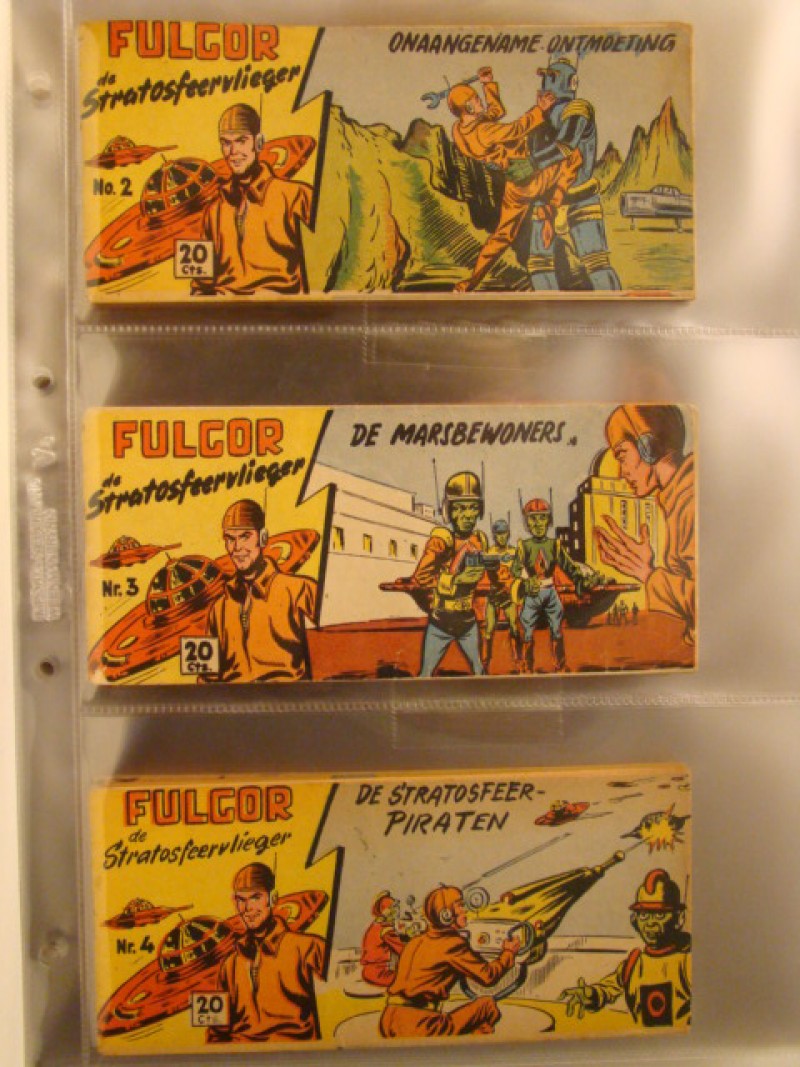 FULGOR
de
Stratosfeervlieger
No. 2
20
Cts.
ONAANGENAME ONTMOETING
FULGOR
de
Stratosfeervlieger
Nr. 3
20
Cts.
DE MARSBEWONERS.
FULGOR
de
Stratosfeervlieger
Nr. 4
20
Cts.
DE STRATOSFEER-
PIRATEN